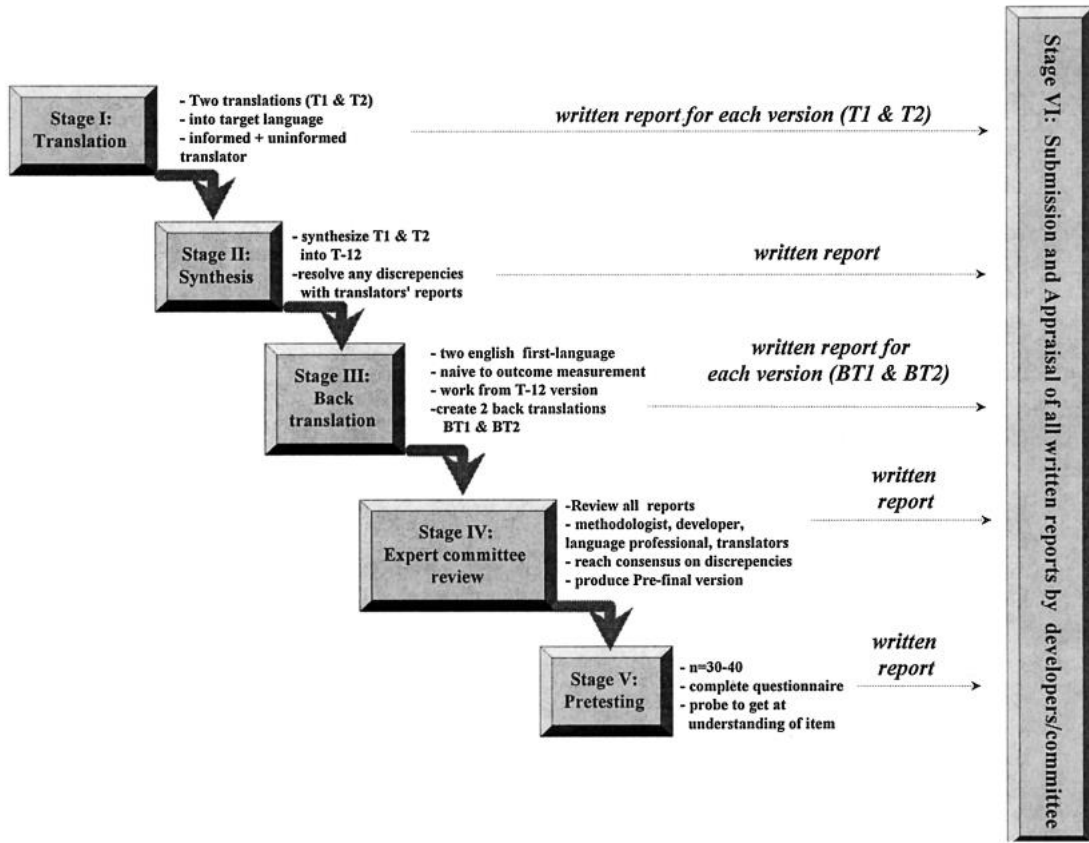 Stage I:
Translation
- Two translations (T1 & T2)
- into target language
- informed + uninformed
translator
written report for each version (T1 & T2)
Stage II:
Synthesis
- synthesize T1 & T2
into T-12
-resolve any discrepencies
with translators' reports
written report
Stage III:
Back
translation
- two english first-language
- naive to outcome measurement
- work from T-12 version
-create 2 back translations
BT1 & BT2
written report for
each version (BT1 & BT2)
Stage IV:
Expert committee
review
-Review all reports
- methodologist, developer,
language professional, translators
- reach consensus on discrepencies
- produce Pre-final version
written
report
Stage V:
Pretesting
- n=30-40
- complete questionnaire
- probe to get at
understanding of item
written
report
Stage VI: Submission and Appraisal of all written reports by developers/committee